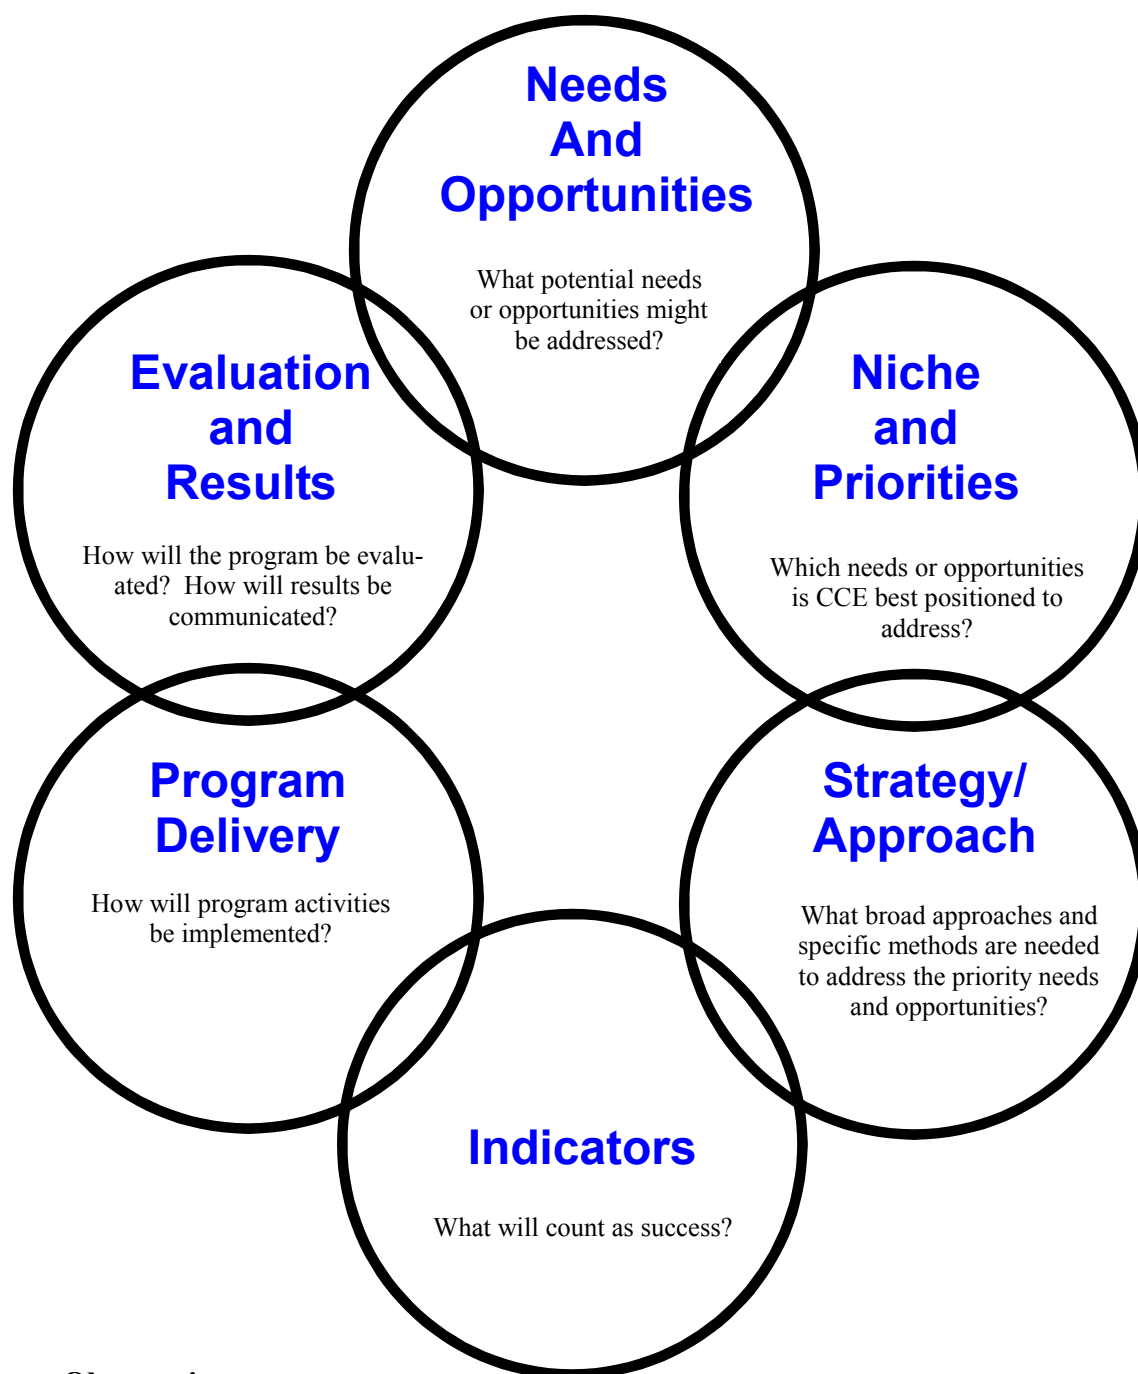 Needs
And
Opportunities
What potential needs
or opportunities might
be addressed?
Evaluation
and
Results
How will the program be evalu-
ated?  How will results be
communicated?
Niche
and
Priorities
Which needs or opportunities
is CCE best positioned to
address?
Program
Delivery
How will program activities
be implemented?
Strategy/
Approach
What broad approaches and
specific methods are needed
to address the priority needs
and opportunities?
Indicators
What will count as success?